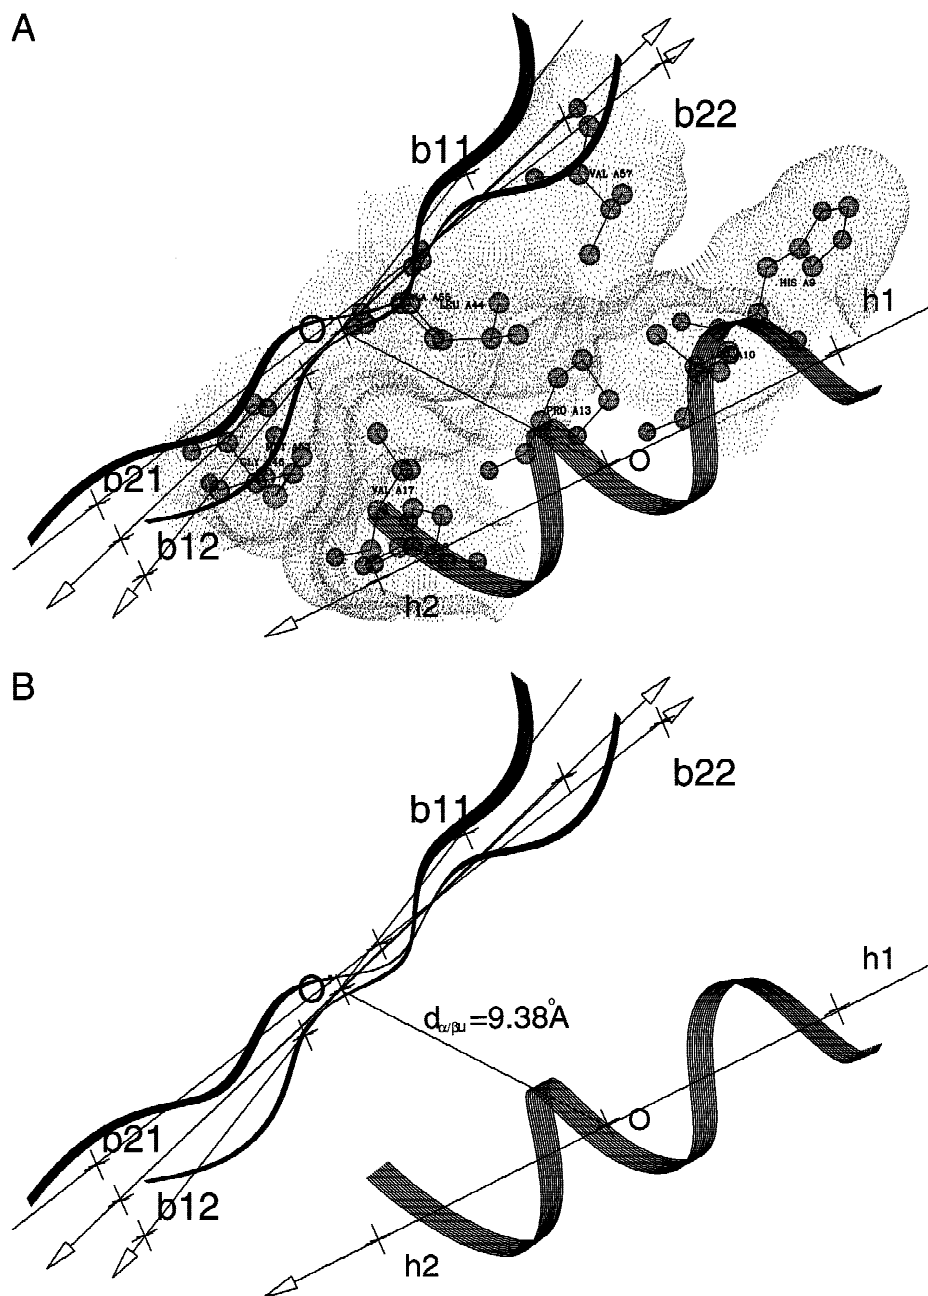 A
b11
b22
VAL A57
HIS A9
LEU A44
h1
O
PRO A13
O
b21
VAL A17
b12
h2
B
b22
b11
h1
O
dα/βu=9.38Å
O
b21
b12
h2